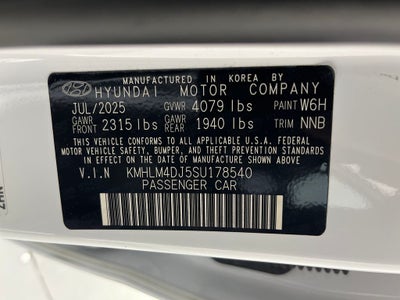 MANUFACTURED IN KOREA BY
HYUNDAI MOTOR COMPANY
JUL/2025 GVWR 4079 lbs PAINT W6H
GAWR FRONT 2315 lbs GAWR REAR 1940 lbs TRIM NNB
THIS VEHICLE CONFORMS TO ALL APPLICABLE U.S.A. FEDERAL
MOTOR VEHICLE SAFETY, BUMPER, AND THEFT PREVENTION
STANDARDS IN EFFECT ON THE DATE OF MANUFACTURE SHOWN ABOVE.
V.I.N KMHLM4DJ5SU178540
PASSENGER CAR